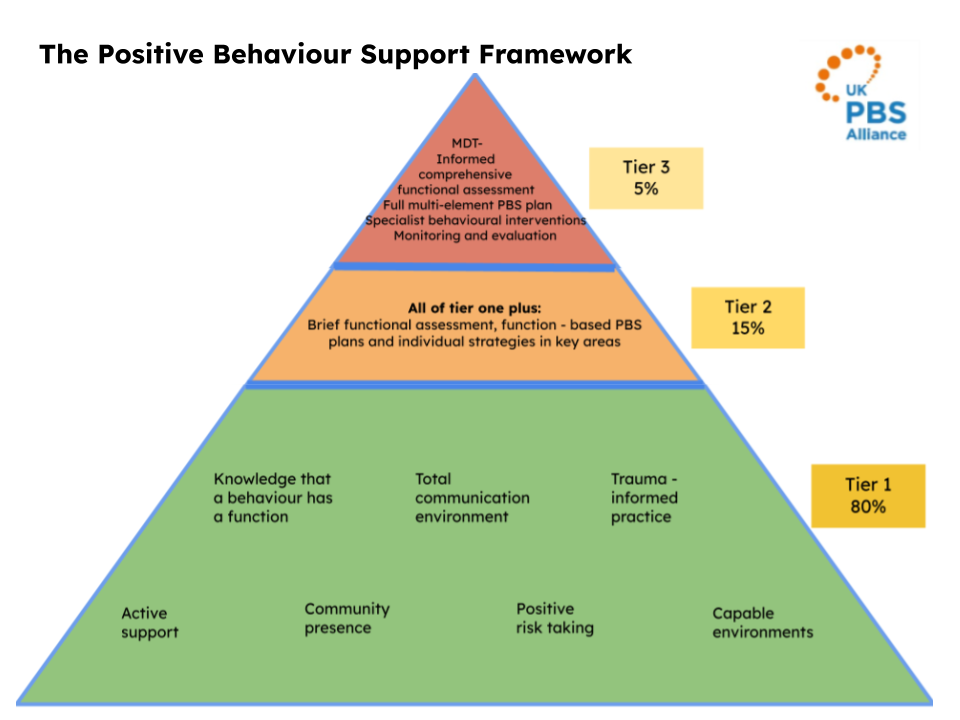 The Positive Behaviour Support Framework
UK
PBS
Alliance
MDT-
Informed
comprehensive
functional assessment
Full multi-element PBS plan
Specialist behavioural interventions
Monitoring and evaluation
Tier 3
5%
All of tier one plus:
Brief functional assessment, function - based PBS
plans and individual strategies in key areas
Tier 2
15%
Knowledge that
a behaviour has
a function
Total
communication
environment
Trauma -
informed
practice
Tier 1
80%
Active
support
Community
presence
Positive
risk taking
Capable
environments